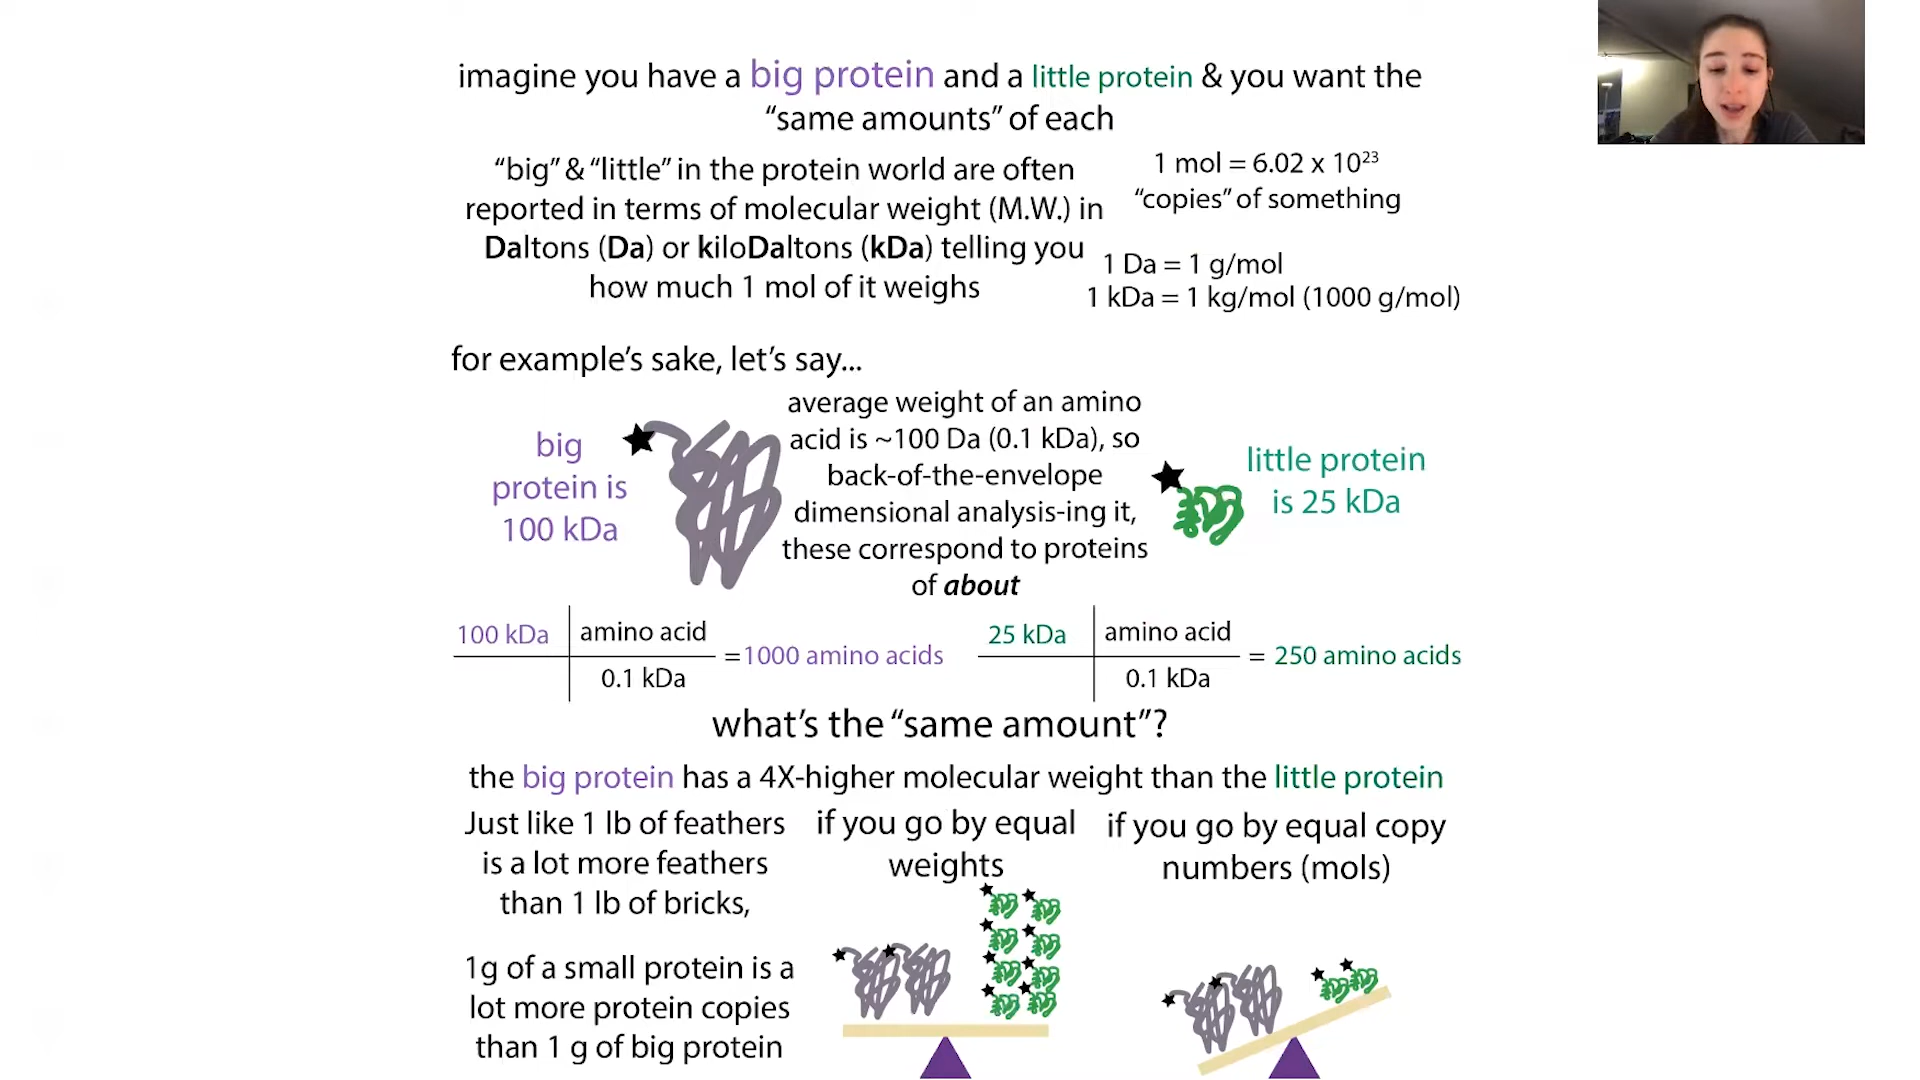 imagine you have a big protein and a little protein & you want the
“same amounts” of each
“big” & “little” in the protein world are often
reported in terms of molecular weight (M.W.) in
Daltons (Da) or kiloDaltons (kDa) telling you
how much 1 mol of it weighs
1 mol = 6.02 x 10²³
“copies” of something
1 Da = 1 g/mol
1 kDa = 1 kg/mol (1000 g/mol)
for example’s sake, let’s say...
big
protein is
100 kDa
average weight of an amino
acid is ~100 Da (0.1 kDa), so
back-of-the-envelope
dimensional analysis-ing it,
these correspond to proteins
of about
little protein
is 25 kDa
100 kDa
amino acid
0.1 kDa
=1000 amino acids
25 kDa
amino acid
0.1 kDa
= 250 amino acids
what’s the “same amount”?
the big protein has a 4X-higher molecular weight than the little protein
Just like 1 lb of feathers
is a lot more feathers
than 1 lb of bricks,
1g of a small protein is a
lot more protein copies
than 1 g of big protein
if you go by equal
weights
if you go by equal copy
numbers (mols)